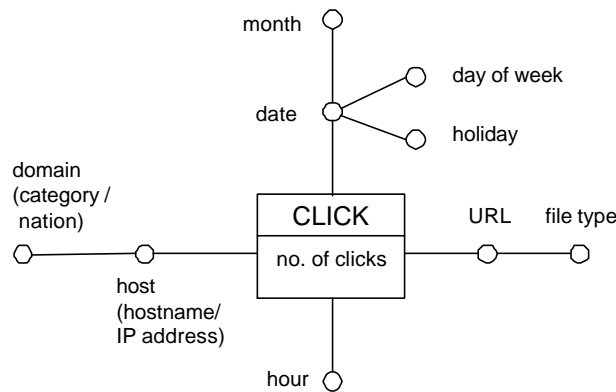 month
day of week
date
holiday
domain
(category /
nation)
CLICK
URL
file type
no. of clicks
host
(hostname/
IP address)
hour